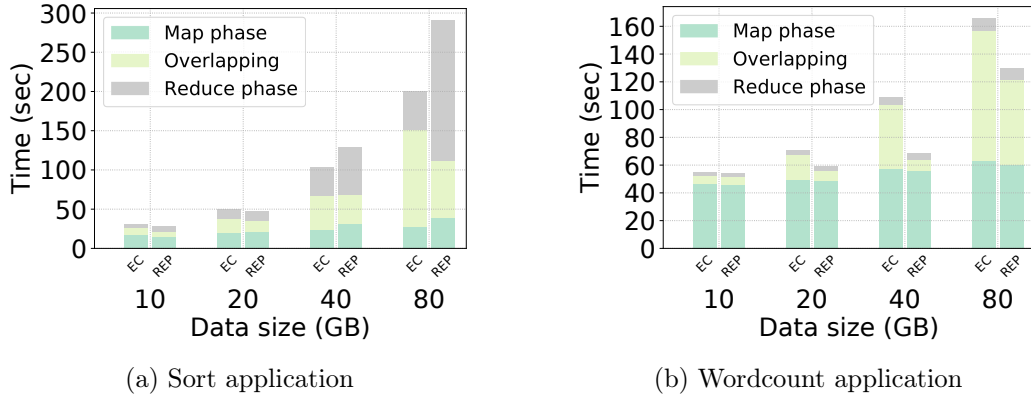 300
250
200
150
100
50
0
Time (sec)
Map phase
Overlapping
Reduce phase
EC REP EC REP EC REP EC REP
10 20 40 80
Data size (GB)
(a) Sort application
160
140
120
100
80
60
40
20
0
Time (sec)
Map phase
Overlapping
Reduce phase
EC REP EC REP EC REP EC REP
10 20 40 80
Data size (GB)
(b) Wordcount application